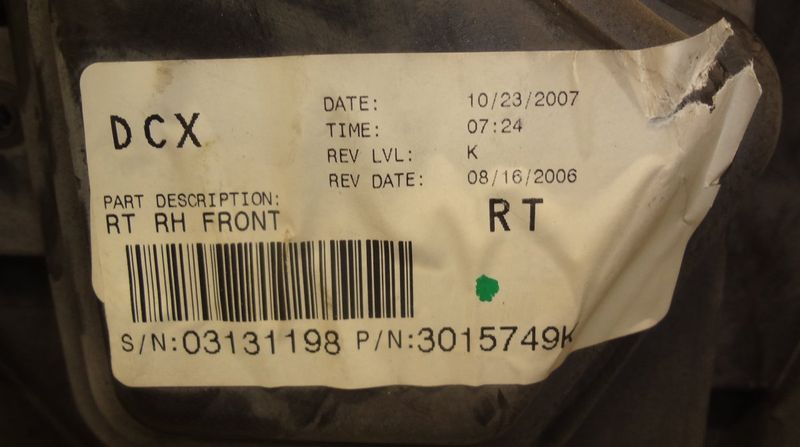 DCX
DATE: 10/23/2007
TIME: 07:24
REV LVL: K
REV DATE: 08/16/2006
PART DESCRIPTION:
RT RH FRONT
RT
S/N:03131198 P/N:3015749K